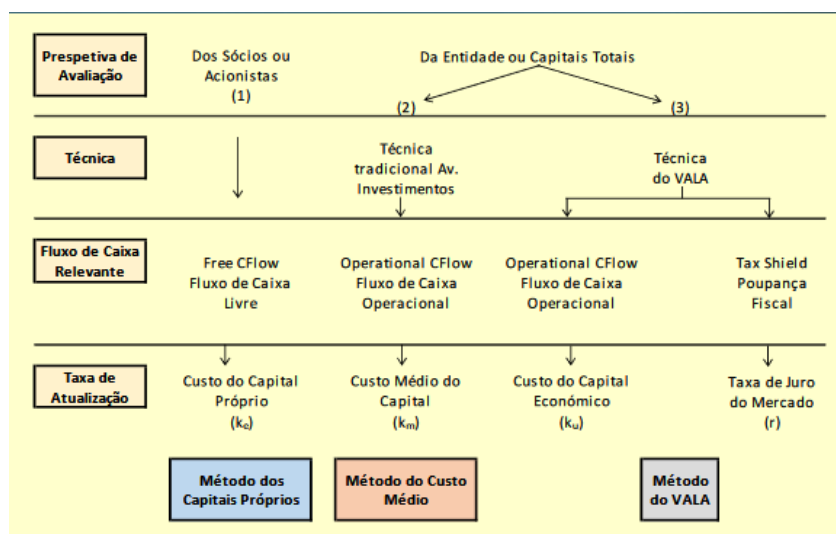 Prespetiva de
Avaliação
Dos Sócios ou
Acionistas
(1)
Da Entidade ou Capitais Totais
(2)
(3)
Técnica
Técnica
tradicional Av.
Investimentos
Técnica
do VALA
Fluxo de Caixa
Relevante
Free CFlow
Fluxo de Caixa
Livre
Operational CFlow
Fluxo de Caixa
Operacional
Operational CFlow
Fluxo de Caixa
Operacional
Tax Shield
Poupança
Fiscal
Taxa de
Atualização
Custo do Capital
Próprio
(kₑ)
Custo Médio do
Capital
(kₘ)
Custo do Capital
Económico
(kᵤ)
Taxa de Juro
do Mercado
(r)
Método dos
Capitais Próprios
Método do Custo
Médio
Método
do VALA